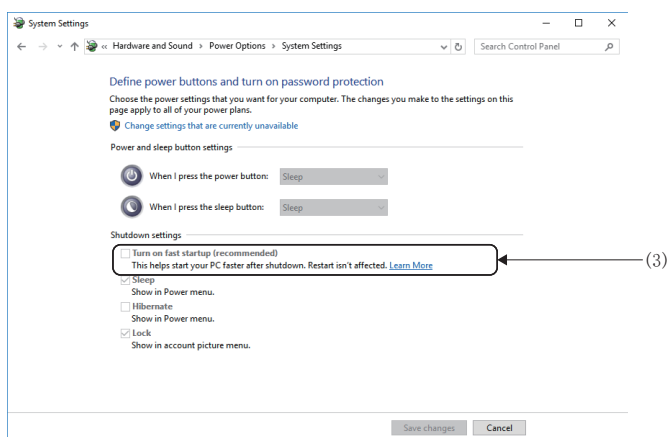 System Settings
« Hardware and Sound > Power Options > System Settings
Search Control Panel
Define power buttons and turn on password protection
Choose the power settings that you want for your computer. The changes you make to the settings on this
page apply to all of your power plans.
Change settings that are currently unavailable
Power and sleep button settings
When I press the power button: Sleep
When I press the sleep button: Sleep
Shutdown settings
Turn on fast startup (recommended)
This helps start your PC faster after shutdown. Restart isn't affected. Learn More
(3)
Sleep
Show in Power menu.
Hibernate
Show in Power menu.
Lock
Show in account picture menu.
Save changes
Cancel